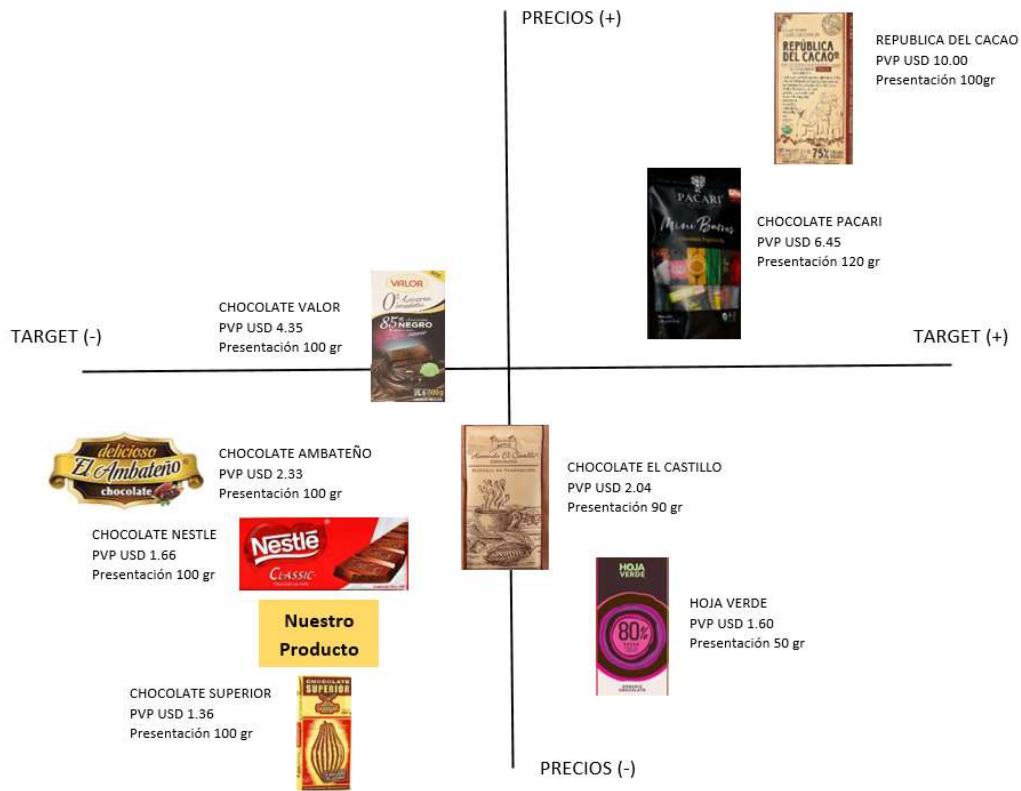 PRECIOS (+)
REPÚBLICA
DEL CACAO
75%
REPUBLICA DEL CACAO
PVP USD 10.00
Presentación 100gr
PACARI
Mini Barras
CHOCOLATE PACARI
PVP USD 6.45
Presentación 120 gr
CHOCOLATE VALOR
PVP USD 4.35
Presentación 100 gr
VALOR
0%
85%
NEGRO
TARGET (-)
TARGET (+)
delicioso
El Ambateño
chocolate
CHOCOLATE AMBATEÑO
PVP USD 2.33
Presentación 100 gr
CHOCOLATE EL CASTILLO
PVP USD 2.04
Presentación 90 gr
CHOCOLATE NESTLE
PVP USD 1.66
Presentación 100 gr
Nestlé
CLASSIC
HOJA
VERDE
80%
ORGANIC
CHOCOLATE
HOJA VERDE
PVP USD 1.60
Presentación 50 gr
Nuestro
Producto
CHOCOLATE SUPERIOR
PVP USD 1.36
Presentación 100 gr
CHOCOLATE
SUPERIOR
PRECIOS (-)